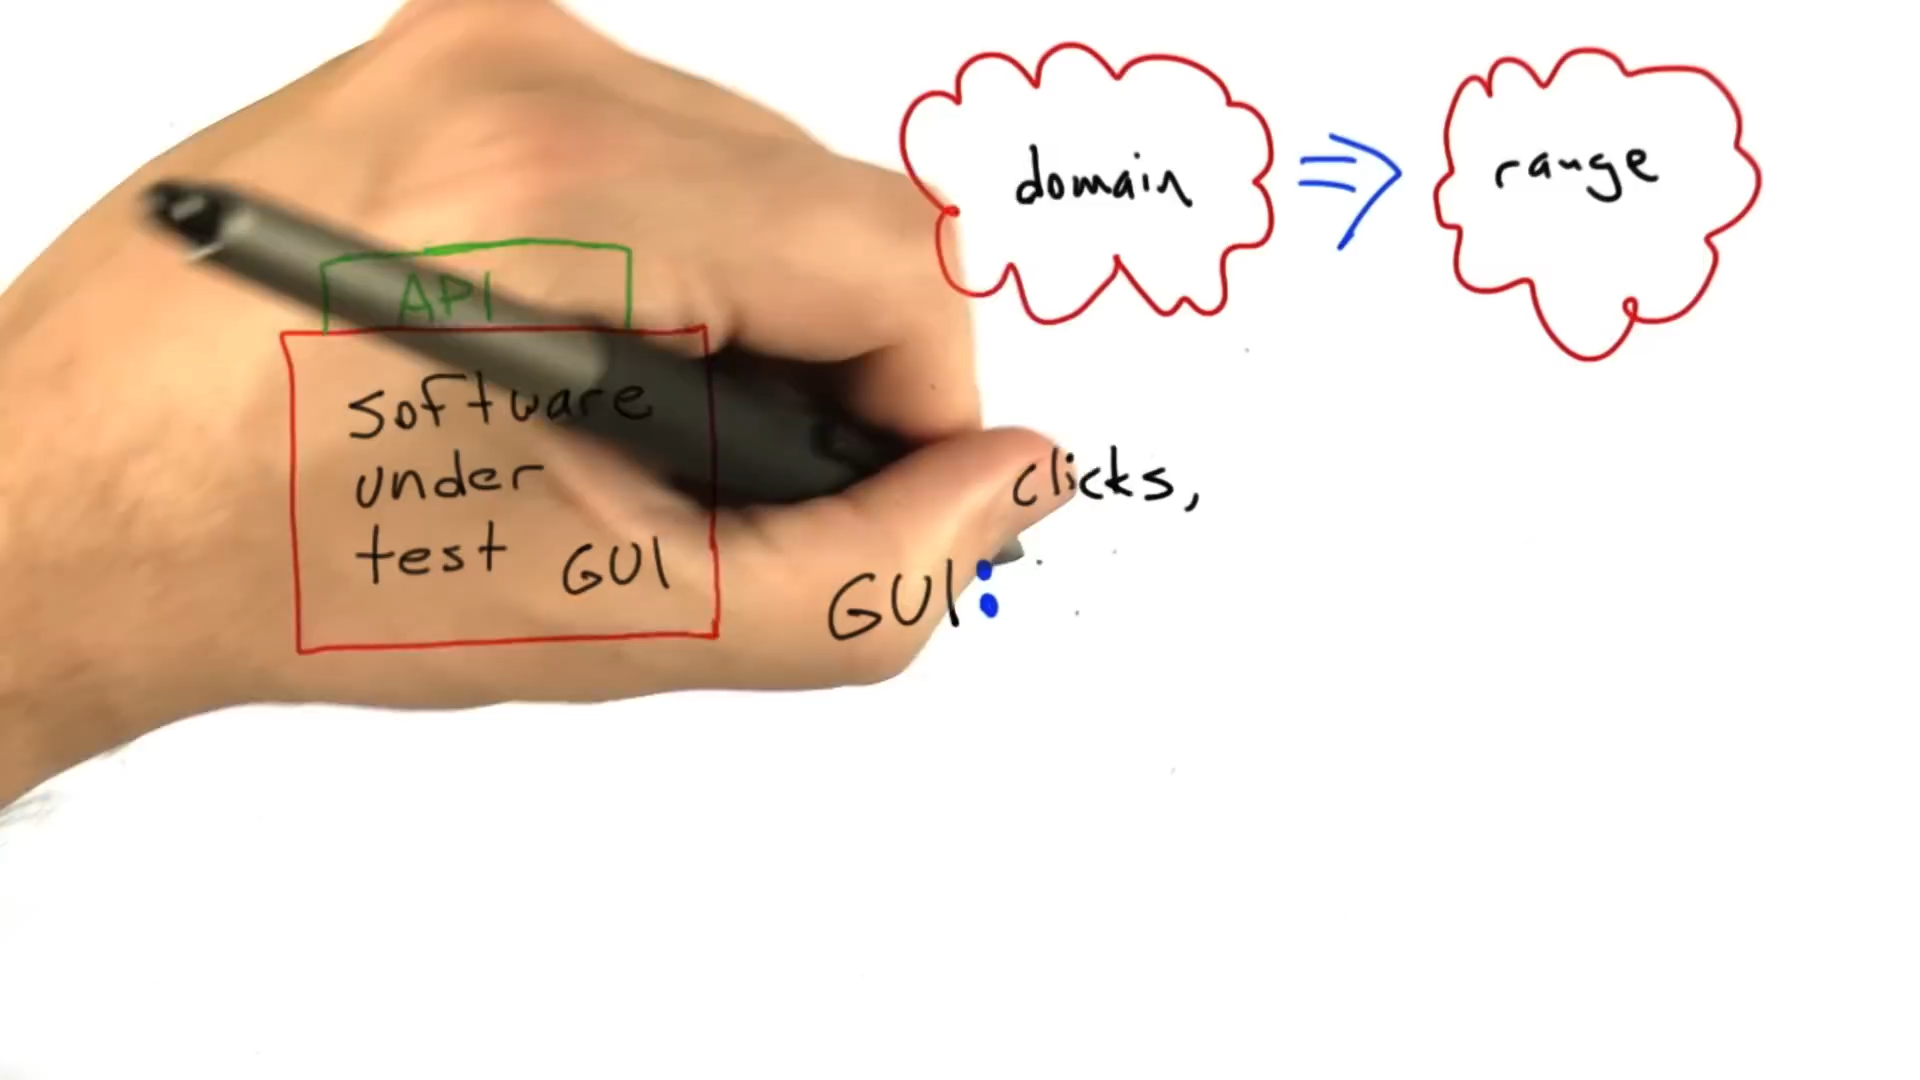 domain
range
API
software
under
test GUI
clicks,
GUI: